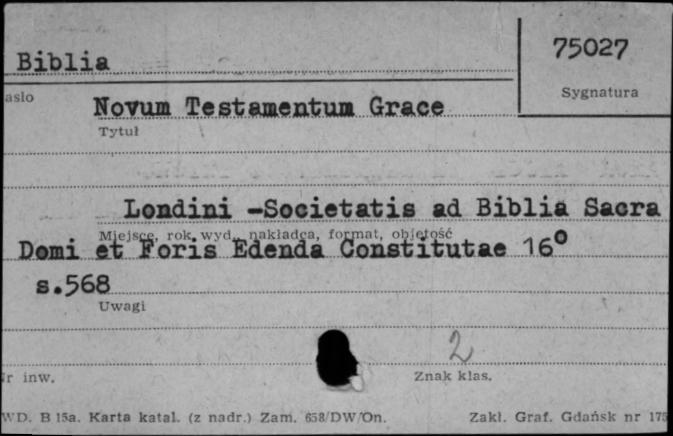 75027
Biblia
Sygnatura
asło
Novum Testamentum Grace
Tytuł
Londini -Societatis ad Biblia Sacra
Miejsce, rok wyd., nakładca, format, objętość
Domi et Foris Edenda Constitutae 16°
s.568
Uwagi
2
Nr inw.
Znak klas.
WD. B 15a. Karta katal. (z nadr.) Zam. 658/DW/On.
Zakł. Graf. Gdańsk nr 175